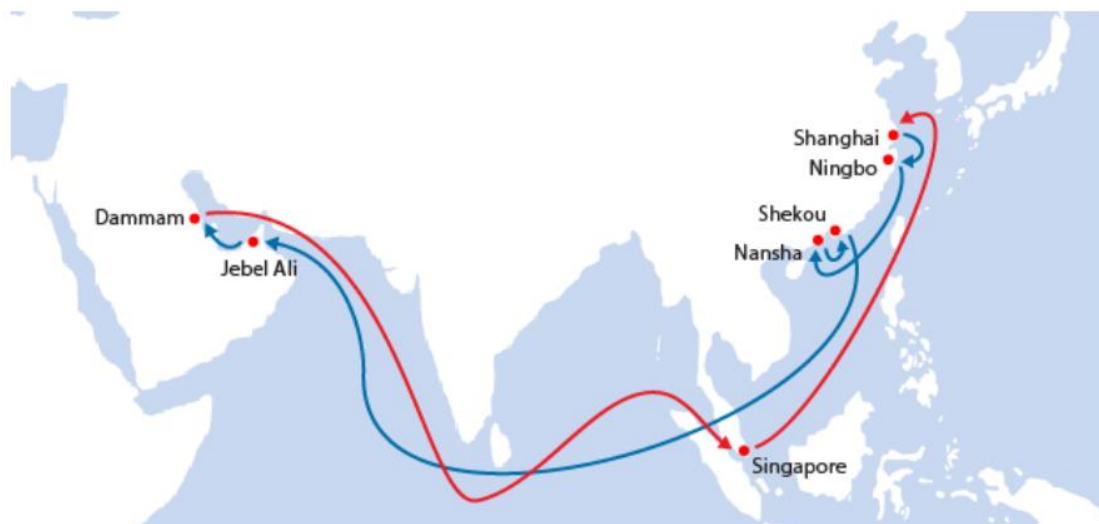 Shanghai
Ningbo
Shekou
Nansha
Dammam
Jebel Ali
Singapore